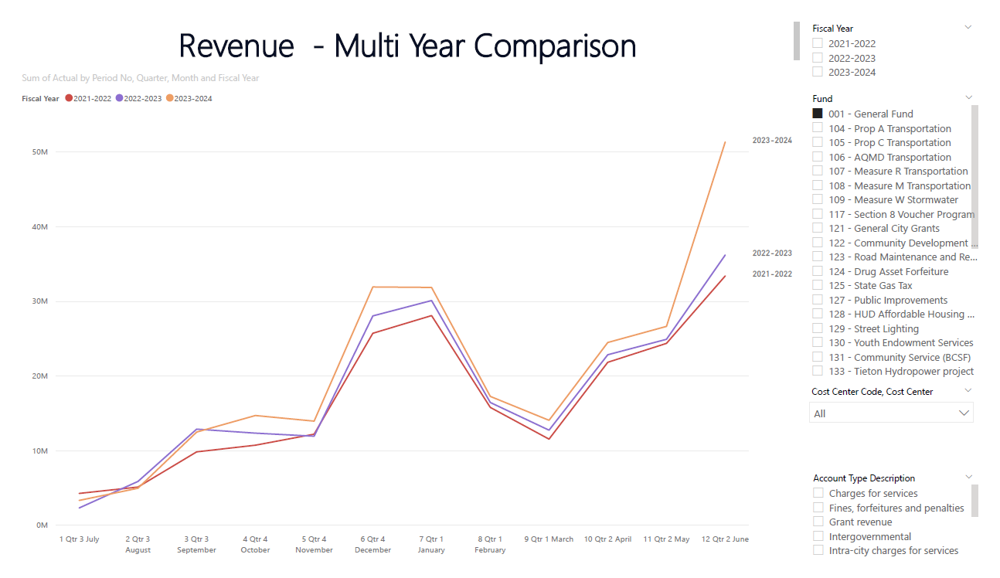 Revenue - Multi Year Comparison
Sum of Actual by Period No, Quarter, Month and Fiscal Year
Fiscal Year 2021-2022 2022-2023 2023-2024
50M
40M
30M
20M
10M
0M
2023-2024
2022-2023
2021-2022
1 Qtr 3 July
2 Qtr 3 August
3 Qtr 3 September
4 Qtr 4 October
5 Qtr 4 November
6 Qtr 4 December
7 Qtr 1 January
8 Qtr 1 February
9 Qtr 1 March
10 Qtr 2 April
11 Qtr 2 May
12 Qtr 2 June
Fiscal Year
2021-2022
2022-2023
2023-2024
Fund
001 - General Fund
104 - Prop A Transportation
105 - Prop C Transportation
106 - AQMD Transportation
107 - Measure R Transportation
108 - Measure M Transportation
109 - Measure W Stormwater
117 - Section 8 Voucher Program
121 - General City Grants
122 - Community Development ...
123 - Road Maintenance and Re...
124 - Drug Asset Forfeiture
125 - State Gas Tax
127 - Public Improvements
128 - HUD Affordable Housing ...
129 - Street Lighting
130 - Youth Endowment Services
131 - Community Service (BCSF)
133 - Tieton Hydropower project
Cost Center Code, Cost Center
All
Account Type Description
Charges for services
Fines, forfeitures and penalties
Grant revenue
Intergovernmental
Intra-city charges for services